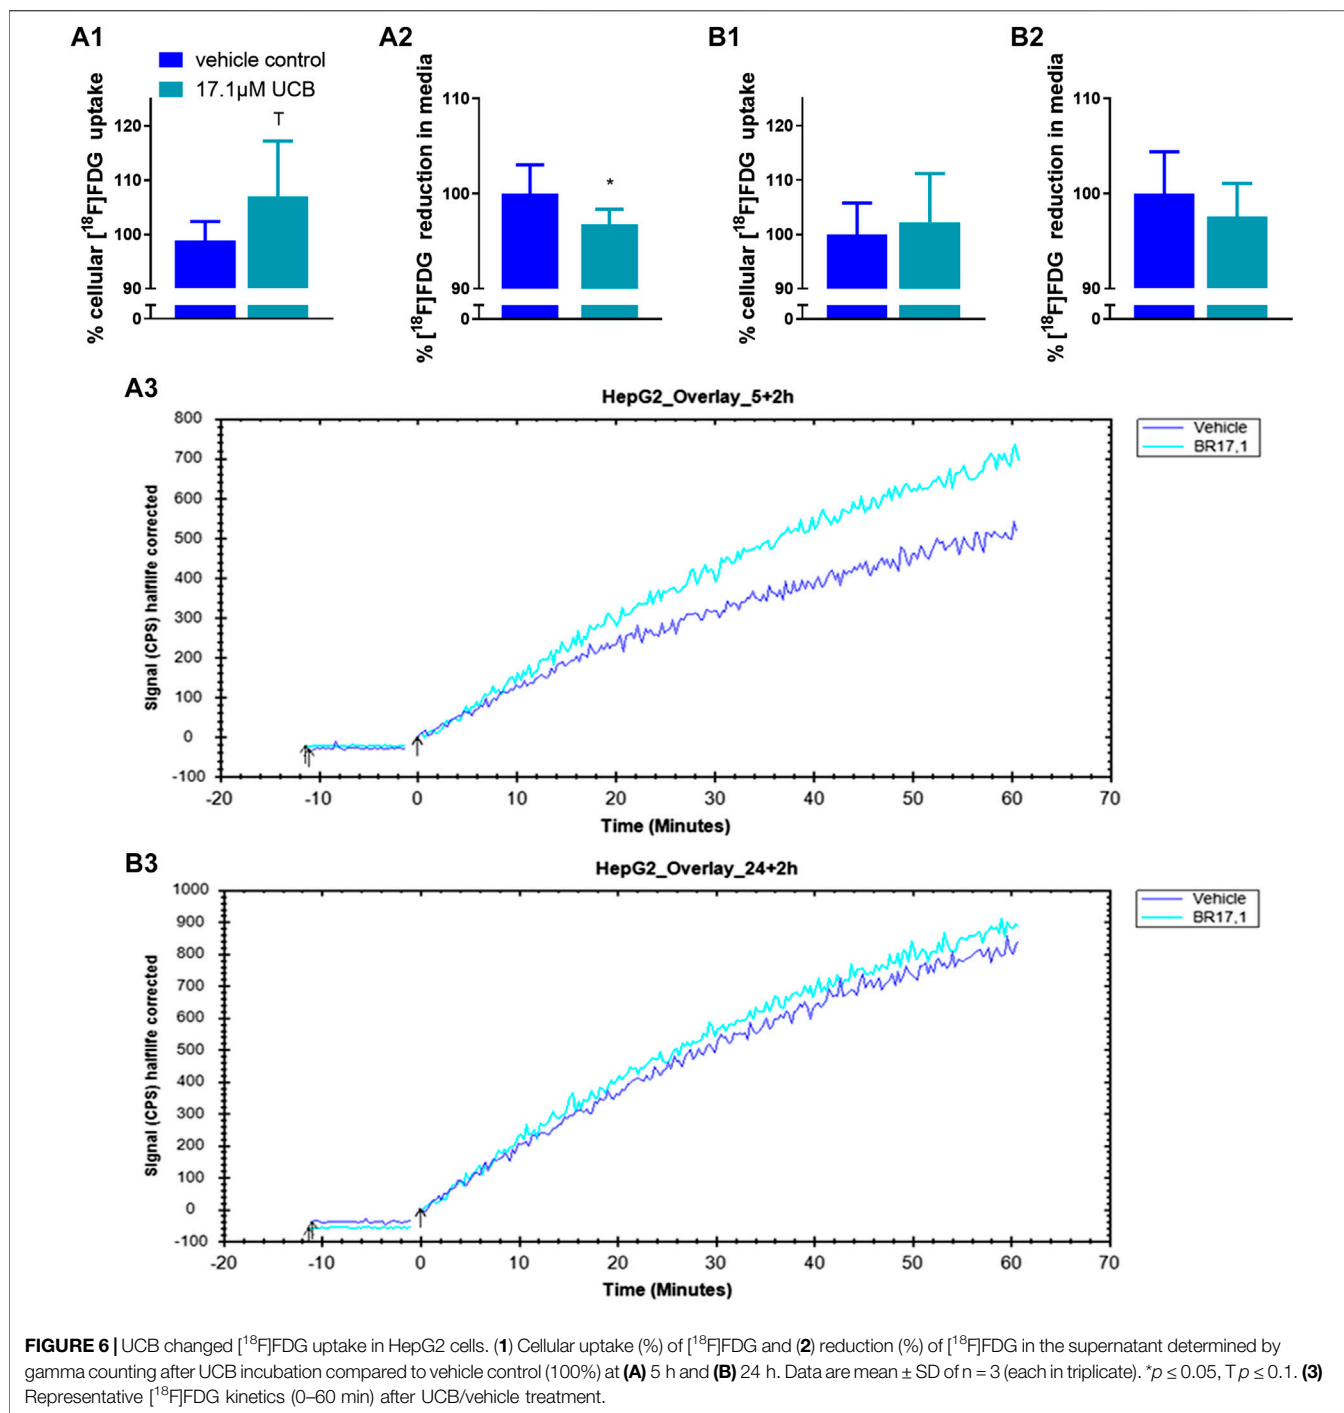 A1
A2
B1
B2
vehicle control
17.1µM UCB
% cellular [18F]FDG uptake
120
110
100
90
0
T
% [18F]FDG reduction in media
110
100
90
0
*
% cellular [18F]FDG uptake
120
110
100
90
0
% [18F]FDG reduction in media
110
100
90
0
A3
HepG2_Overlay_5+2h
Signal (CPS) halflife corrected
800
700
600
500
400
300
200
100
0
-100
-20 -10 0 10 20 30 40 50 60 70
Time (Minutes)
Vehicle
BR17,1
B3
HepG2_Overlay_24+2h
Signal (CPS) halflife corrected
1000
900
800
700
600
500
400
300
200
100
0
-100
-20 -10 0 10 20 30 40 50 60 70
Time (Minutes)
Vehicle
BR17,1
FIGURE 6 | UCB changed [18F]FDG uptake in HepG2 cells. (1) Cellular uptake (%) of [18F]FDG and (2) reduction (%) of [18F]FDG in the supernatant determined by
gamma counting after UCB incubation compared to vehicle control (100%) at (A) 5 h and (B) 24 h. Data are mean ± SD of n = 3 (each in triplicate). *p ≤ 0.05, T p ≤ 0.1. (3)
Representative [18F]FDG kinetics (0–60 min) after UCB/vehicle treatment.